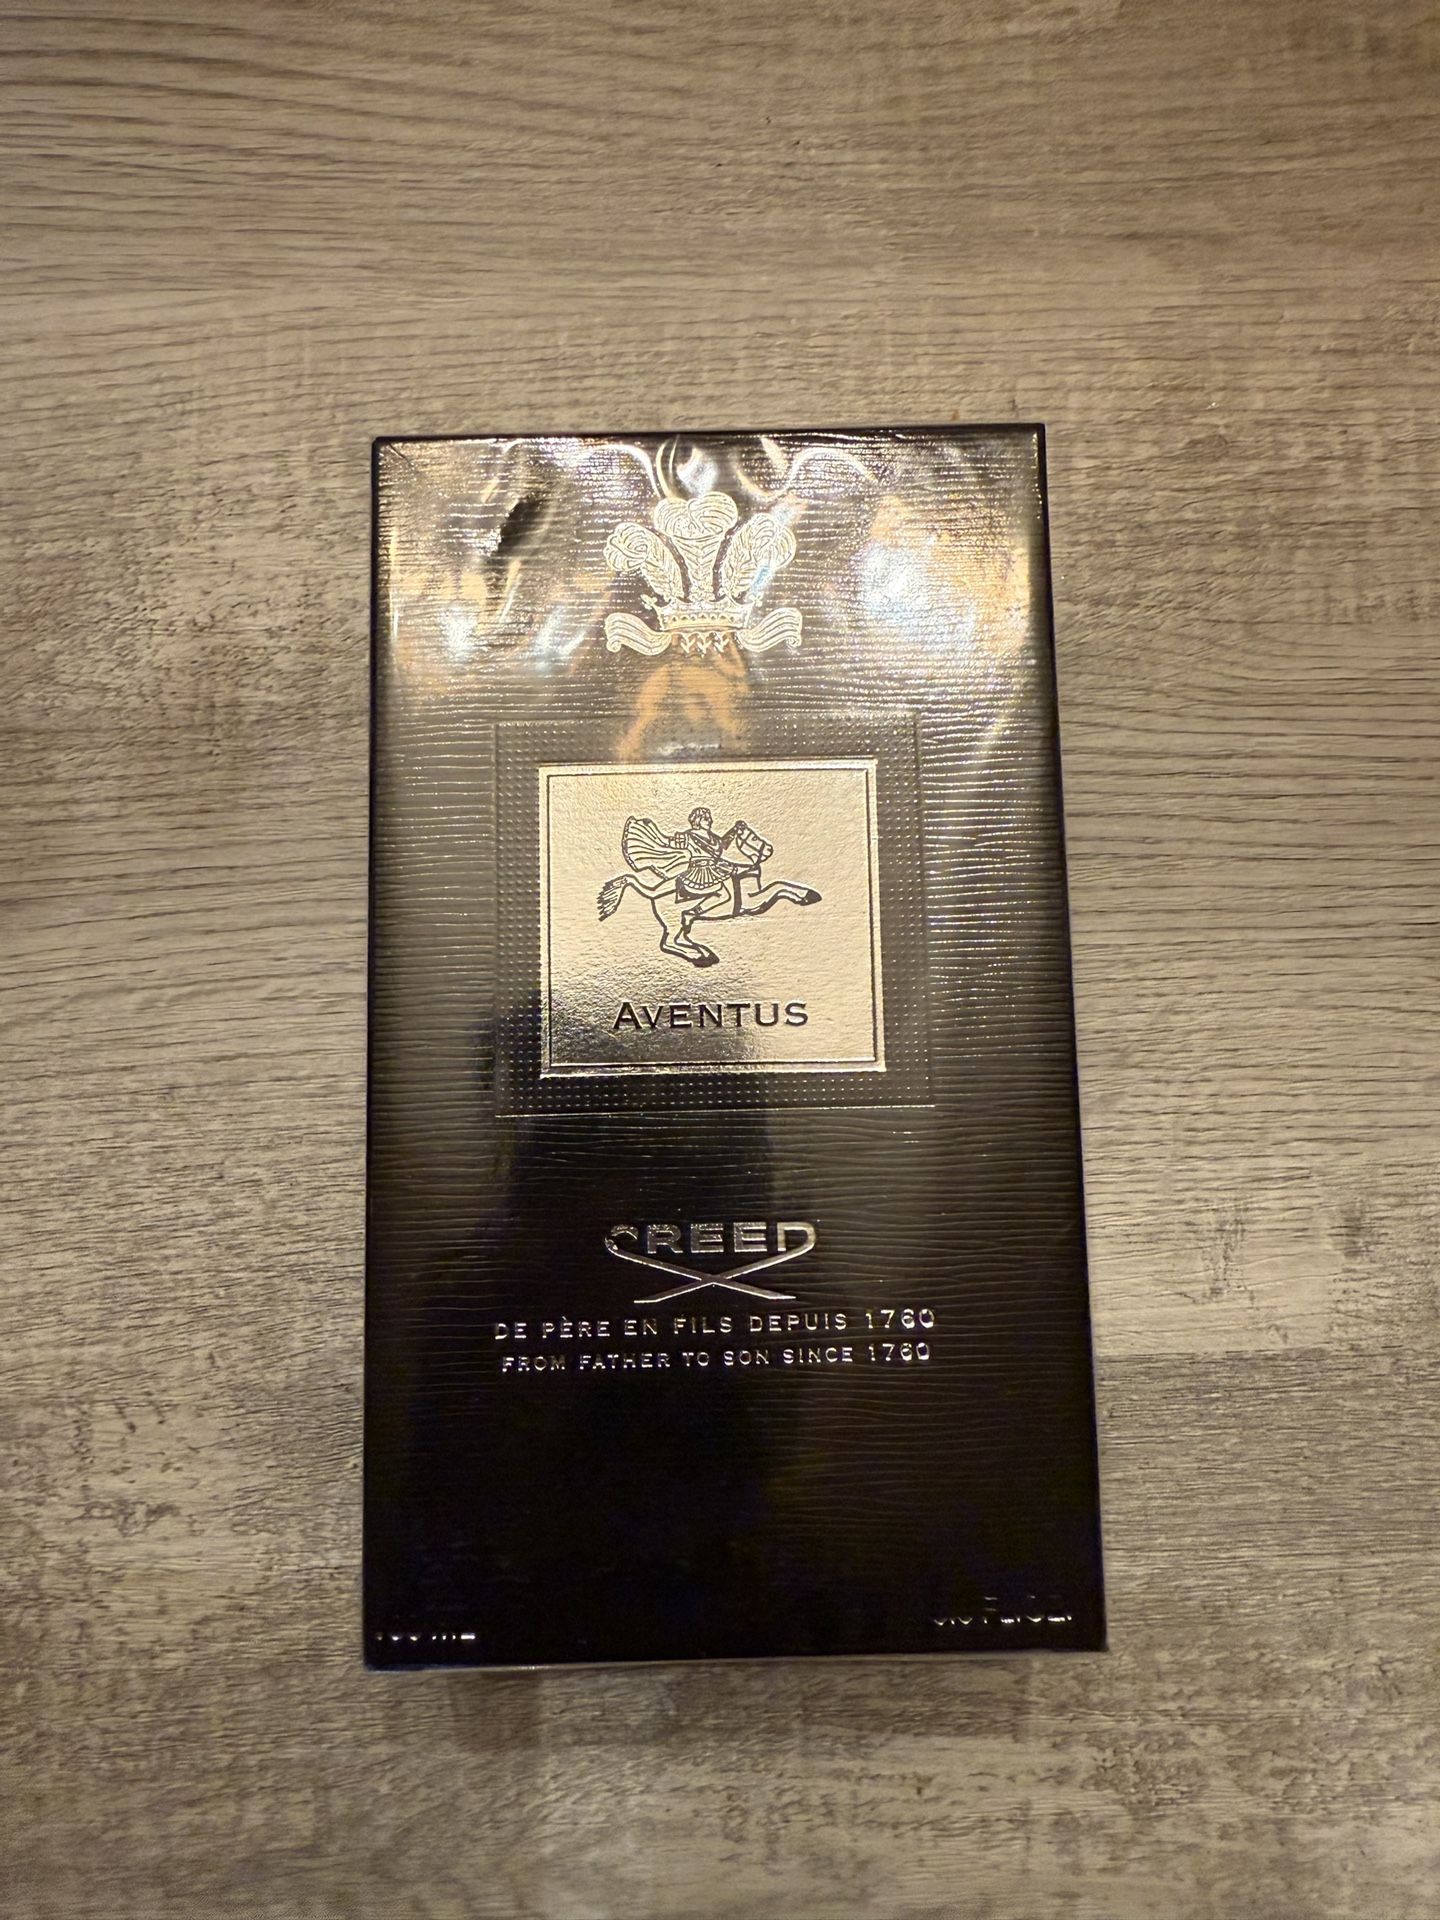 AVENTUS
CREED
DE PÈRE EN FILS DEPUIS 1760
FROM FATHER TO SON SINCE 1760